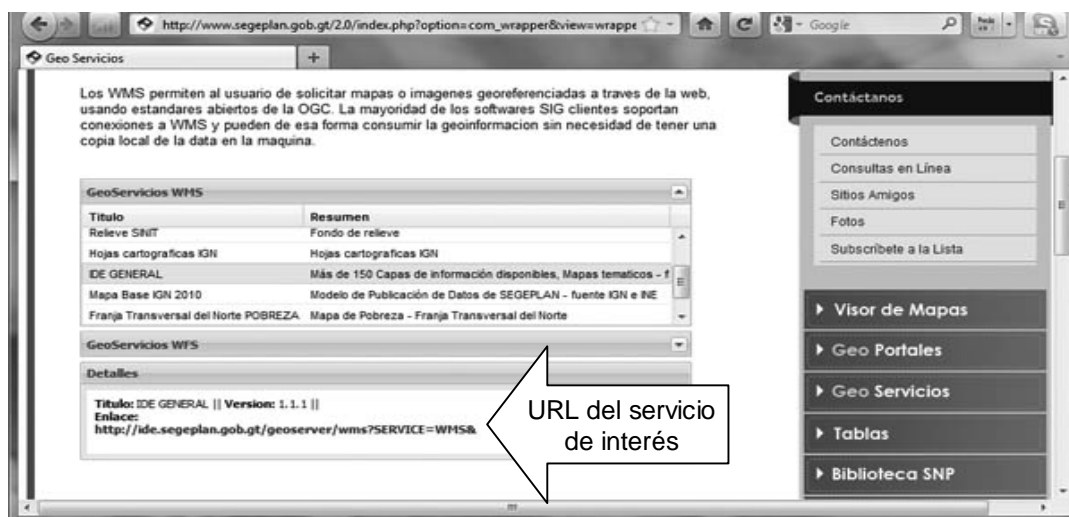 http://www.segeplan.gob.gt/2.0/index.php?option=com_wrapper&view=wrappe
Google
Geo Servicios
Los WMS permiten al usuario de solicitar mapas o imagenes georeferenciadas a traves de la web,
usando estandares abiertos de la OGC. La mayoridad de los softwares SIG clientes soportan
conexiones a WMS y pueden de esa forma consumir la geoinformacion sin necesidad de tener una
copia local de la data en la maquina.
GeoServicios WMS
Titulo Resumen
Relieve SINIT Fondo de relieve
Hojas cartograficas IGN Hojas cartograficas IGN
IDE GENERAL Más de 150 Capas de información disponibles, Mapas tematicos - f
Mapa Base IGN 2010 Modelo de Publicación de Datos de SEGEPLAN - fuente IGN e INE
Franja Transversal del Norte POBREZA Mapa de Pobreza - Franja Transversal del Norte
GeoServicios WFS
Detalles
Titulo: IDE GENERAL || Version: 1.1.1 ||
Enlace:
http://ide.segeplan.gob.gt/geoserver/wms?SERVICE=WMS&
URL del servicio
de interés
Contáctanos
Contáctenos
Consultas en Línea
Sitios Amigos
Fotos
Subscríbete a la Lista
Visor de Mapas
Geo Portales
Geo Servicios
Tablas
Biblioteca SNP